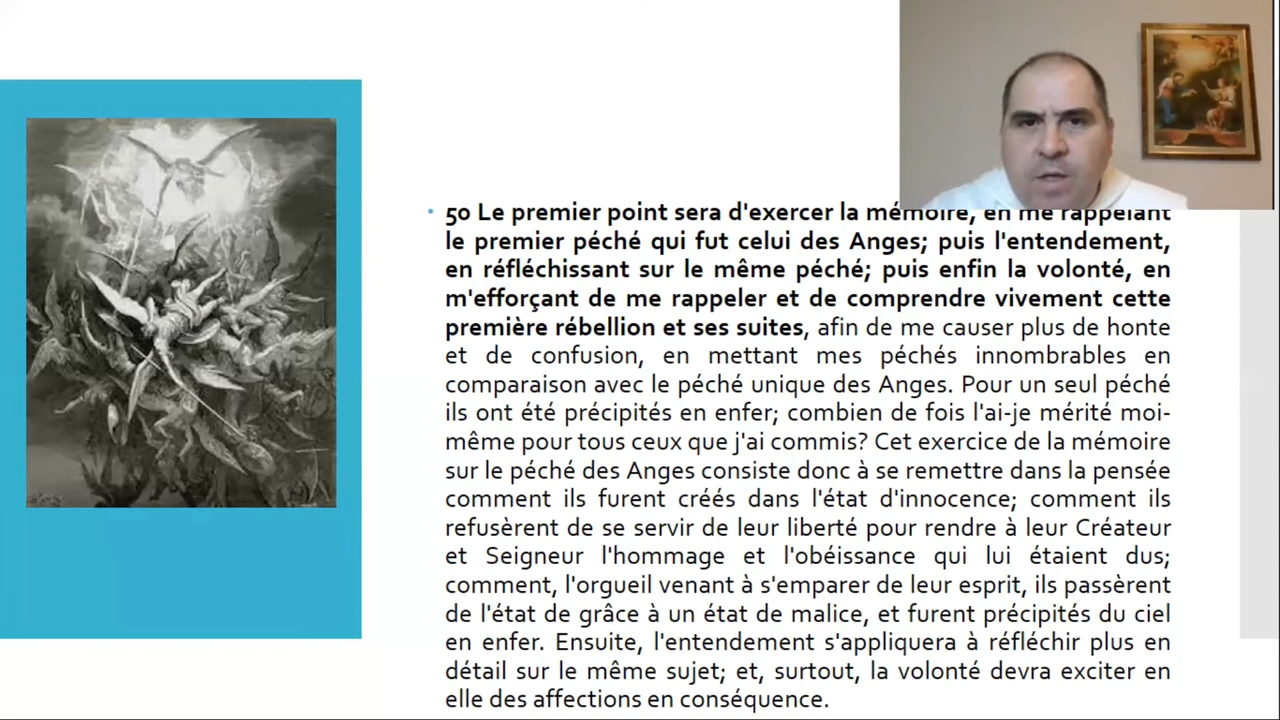 50 Le premier point sera d'exercer la mémoire, en me rappelant
le premier péché qui fut celui des Anges; puis l'entendement,
en réfléchissant sur le même péché; puis enfin la volonté, en
m'efforçant de me rappeler et de comprendre vivement cette
première rébellion et ses suites, afin de me causer plus de honte
et de confusion, en mettant mes péchés innombrables en
comparaison avec le péché unique des Anges. Pour un seul péché
ils ont été précipités en enfer; combien de fois l'ai-je mérité moi-
même pour tous ceux que j'ai commis? Cet exercice de la mémoire
sur le péché des Anges consiste donc à se remettre dans la pensée
comment ils furent créés dans l'état d'innocence; comment ils
refusèrent de se servir de leur liberté pour rendre à leur Créateur
et Seigneur l'hommage et l'obéissance qui lui étaient dus;
comment, l'orgueil venant à s'emparer de leur esprit, ils passèrent
de l'état de grâce à un état de malice, et furent précipités du ciel
en enfer. Ensuite, l'entendement s'appliquera à réfléchir plus en
détail sur le même sujet; et, surtout, la volonté devra exciter en
elle des affections en conséquence.